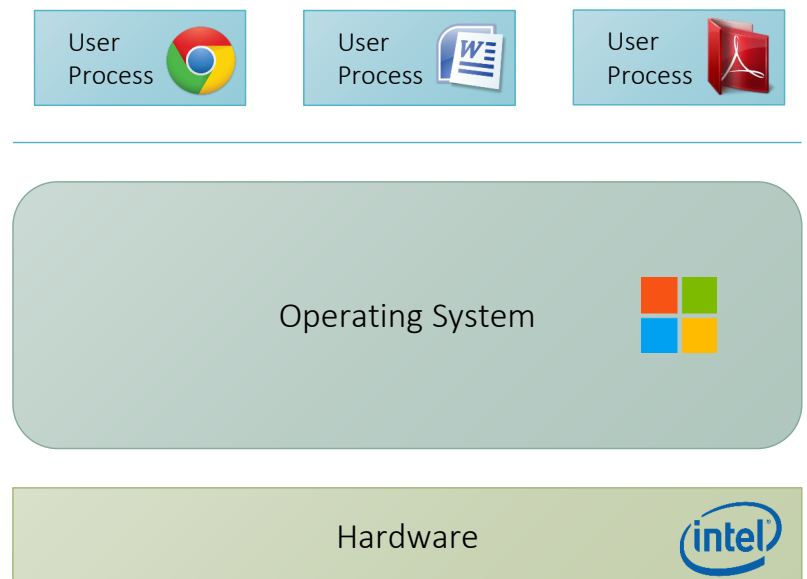 User
Process
W
User
Process
User
Process
Operating System
Hardware
intel